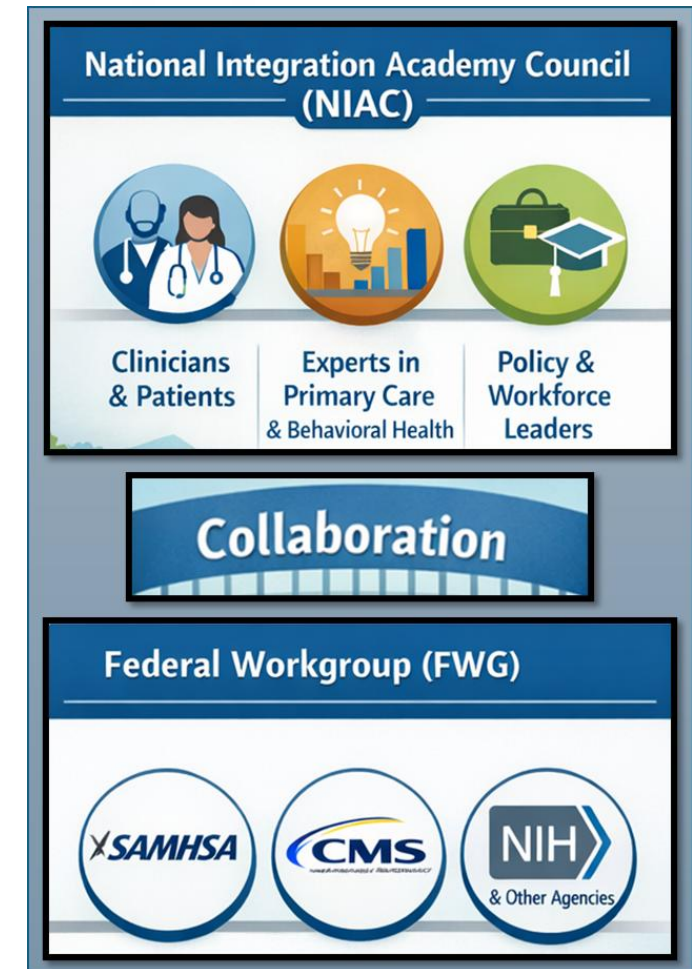 National Integration Academy Council
(NIAC)
Clinicians
& Patients
Experts in
Primary Care
& Behavioral Health
Policy &
Workforce
Leaders
Collaboration
Federal Workgroup (FWG)
SAMHSA
CMS
NIH
& Other Agencies